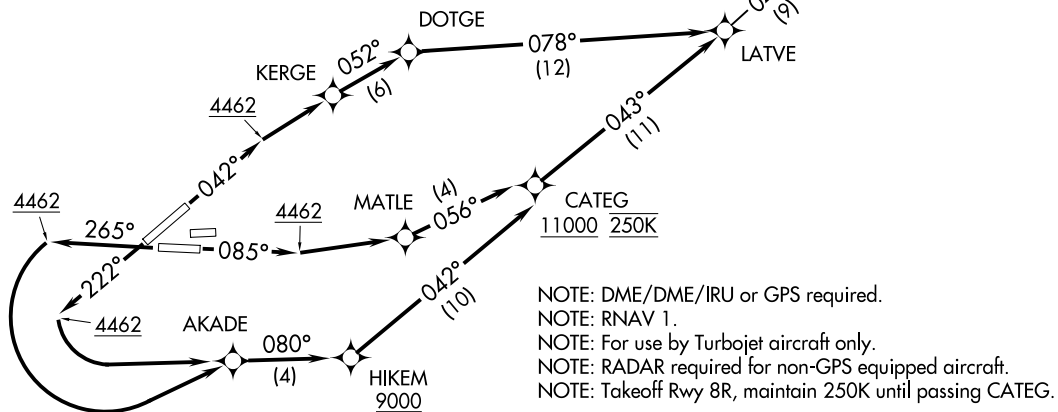 DOTGE
(9)
LATVE
078°
(12)
052°
(6)
KERGE
4462
042°
043°
(11)
MATLE
(4)
056°
CATEG
11000 250K
4462
265°
4462
085°
222°
4462
042°
(10)
AKADE
080°
(4)
HIKEM
9000
NOTE: DME/DME/IRU or GPS required.
NOTE: RNAV 1.
NOTE: For use by Turbojet aircraft only.
NOTE: RADAR required for non-GPS equipped aircraft.
NOTE: Takeoff Rwy 8R, maintain 250K until passing CATEG.